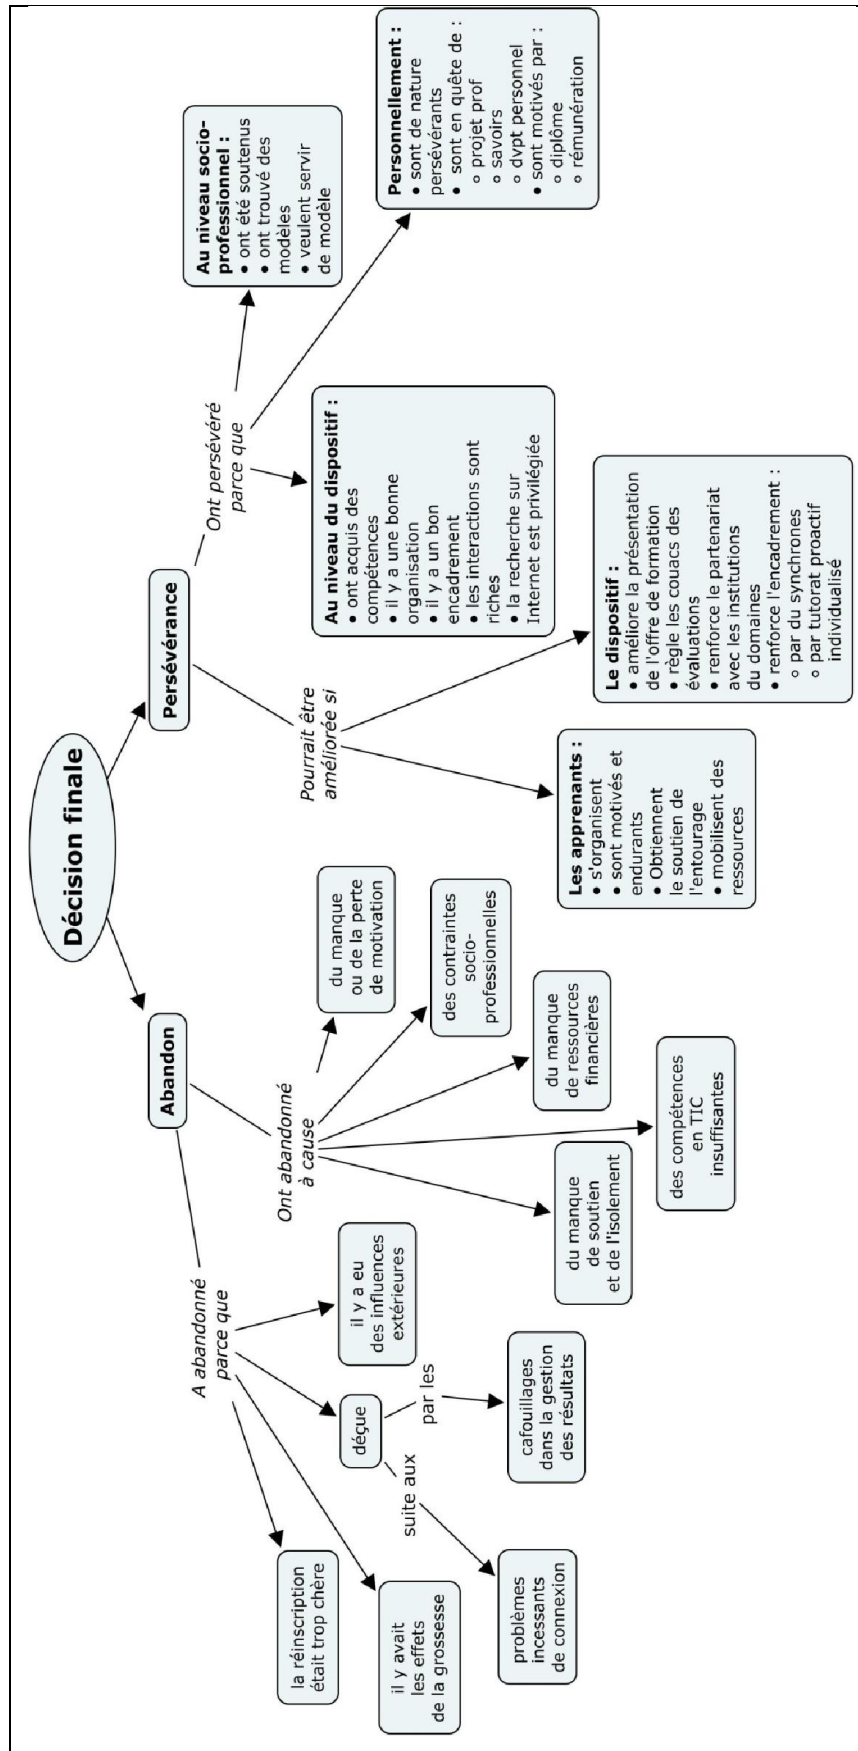 Décision finale
Abandon
Persévérance
A abandonné
parce que
la réinscription
était trop chère
il y avait
les effets
de la grossesse
déçue
suite aux
problèmes
incessants
de connexion
par les
cafouillages
dans la gestion
des résultats
il y a eu
des influences
extérieures
Ont abandonné
à cause
du manque
de soutien
et de l'isolement
des compétences
en TIC
insuffisantes
du manque
de ressources
financières
des contraintes
socio-
professionnelles
du manque
ou de la perte
de motivation
Pourrait être
améliorée si
Les apprenants :
• s'organisent
• sont motivés et
endurants
• Obtiennent
le soutien de
l'entourage
• mobilisent des
ressources
Le dispositif :
• améliore la présentation
de l'offre de formation
• règle les couacs des
évaluations
• renforce le partenariat
avec les institutions
du domaines
• renforce l'encadrement :
o par du synchrones
o par tutorat proactif
individualisé
Ont persévéré
parce que
Au niveau du dispositif :
• ont acquis des
compétences
• il y a une bonne
organisation
• il y a un bon
encadrement
• les interactions sont
riches
• la recherche sur
Internet est privilégiée
Au niveau socio-
professionnel :
• ont été soutenus
• ont trouvé des
modèles
• veulent servir
de modèle
Personnellement :
• sont de nature
persévérants
• sont en quête de :
o projet prof
o savoirs
o dvpt personnel
• sont motivés par :
o diplôme
o rémunération